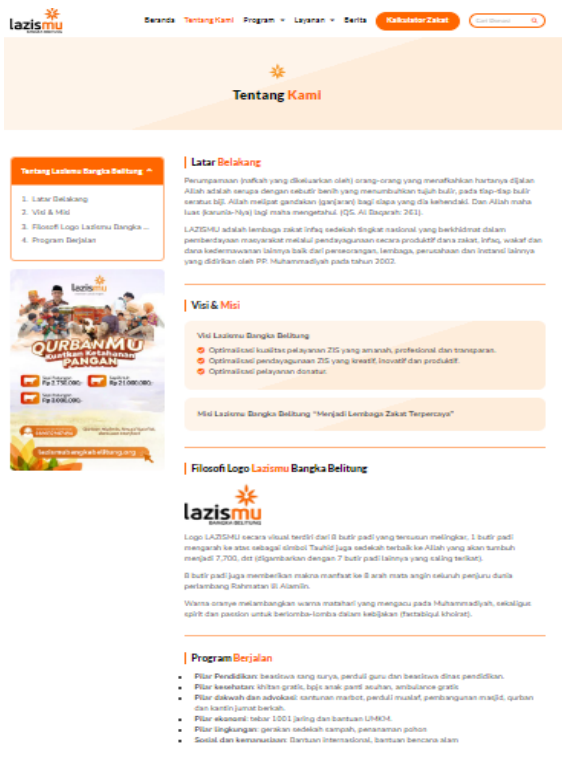 lazismu
BANGKA BELITUNG
Beranda Tentang Kami Program Layanan Berita Kalkulator Zakat
Tentang Kami
Tentang Lazismu Bangka Belitung
1. Latar Belakang
2. Visi & Misi
3. Filosofi Logo Lazismu Bangka ...
4. Program Berjalan
lazismu
QURBANMU
Kuatkan Ketahanan
PANGAN
Rp 2.750.000,-
Rp 21.000.000,-
lazismubangkabelitung.org
Latar Belakang
Perumpamaan (nafkah yang dikeluarkan oleh) orang-orang yang menafkahkan hartanya dijalan
Allah adalah serupa dengan sebutir benih yang menumbuhkan tujuh bulir, pada tiap-tiap bulir
seratus biji. Allah melipat gandakan (ganjaran) bagi siapa yang dia kehendaki. Dan Allah maha
luas (karunia-Nya) lagi maha mengetahui. (QS. Al Baqarah: 261).
LAZISMU adalah lembaga zakat infaq sedekah tingkat nasional yang berkhidmat dalam
pemberdayaan masyarakat melalui pendayagunaan secara produktif dana zakat, infaq, wakaf dan
dana kedermawanan lainnya baik dari perseorangan, lembaga, perusahaan dan instansi lainnya
yang didirikan oleh PP. Muhammadiyah pada tahun 2002.
Visi & Misi
Visi Lazismu Bangka Belitung
Optimalisasi kualitas pelayanan ZIS yang amanah, profesional dan transparan.
Optimalisasi pendayagunaan ZIS yang kreatif, inovatif dan produktif.
Optimalisasi pelayanan donatur.
Misi Lazismu Bangka Belitung "Menjadi Lembaga Zakat Terpercaya"
Filosofi Logo Lazismu Bangka Belitung
lazismu
BANGKA BELITUNG
Logo LAZISMU secara visual terdiri dari 8 butir padi yang tersusun melingkar, 1 butir padi
mengarah ke atas sebagai simbol Tauhid juga sedekah terbaik ke Allah yang akan tumbuh
menjadi 7,700, dst (digambarkan dengan 7 butir padi lainnya yang saling terikat).
8 butir padi juga memberikan makna manfaat ke 8 arah mata angin seluruh penjuru dunia
perlambang Rahmatan lil Alamiin.
Warna oranye melambangkan warna matahari yang mengacu pada Muhammadiyah, sekaligus
spirit dan passion untuk berlomba-lomba dalam kebijakan (fastabiqul khoirat).
Program Berjalan
Pilar Pendidikan: beasiswa sang surya, perduli guru dan beasiswa dinas pendidikan.
Pilar kesehatan: khitan gratis, bpjs anak panti asuhan, ambulance gratis
Pilar dakwah dan advokasi: santunan marbot, perduli mualaf, pembangunan masjid, qurban
dan kantin jumat berkah.
Pilar ekonomi: tebar 1001 jaring dan bantuan UMKM.
Pilar lingkungan: gerakan sedekah sampah, penanaman pohon
Sosial dan kemanusiaan: Bantuan internasional, bantuan bencana alam